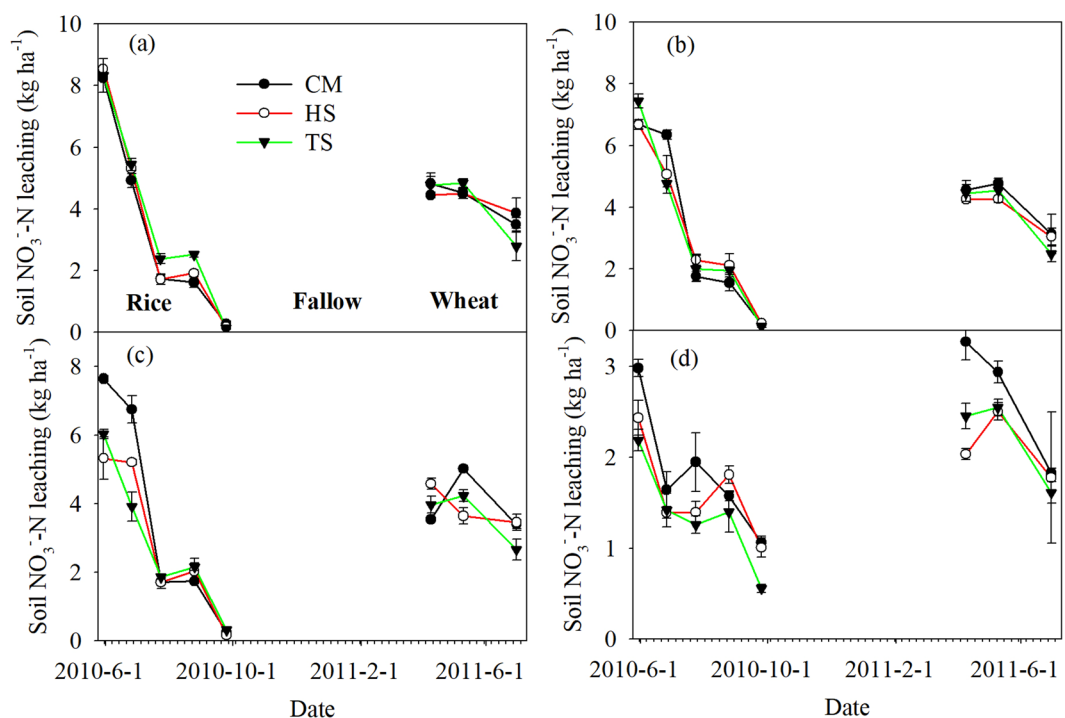 (a)
Soil NO3^- -N leaching (kg ha^-1)
10
8
6
4
2
0
CM
HS
TS
Rice Fallow Wheat
(b)
Soil NO3^- -N leaching (kg ha^-1)
10
8
6
4
2
0
(c)
Soil NO3^- -N leaching (kg ha^-1)
8
6
4
2
0
2010-6-1 2010-10-1 2011-2-1 2011-6-1
Date
(d)
Soil NO3^- -N leaching (kg ha^-1)
3
2
1
0
2010-6-1 2010-10-1 2011-2-1 2011-6-1
Date